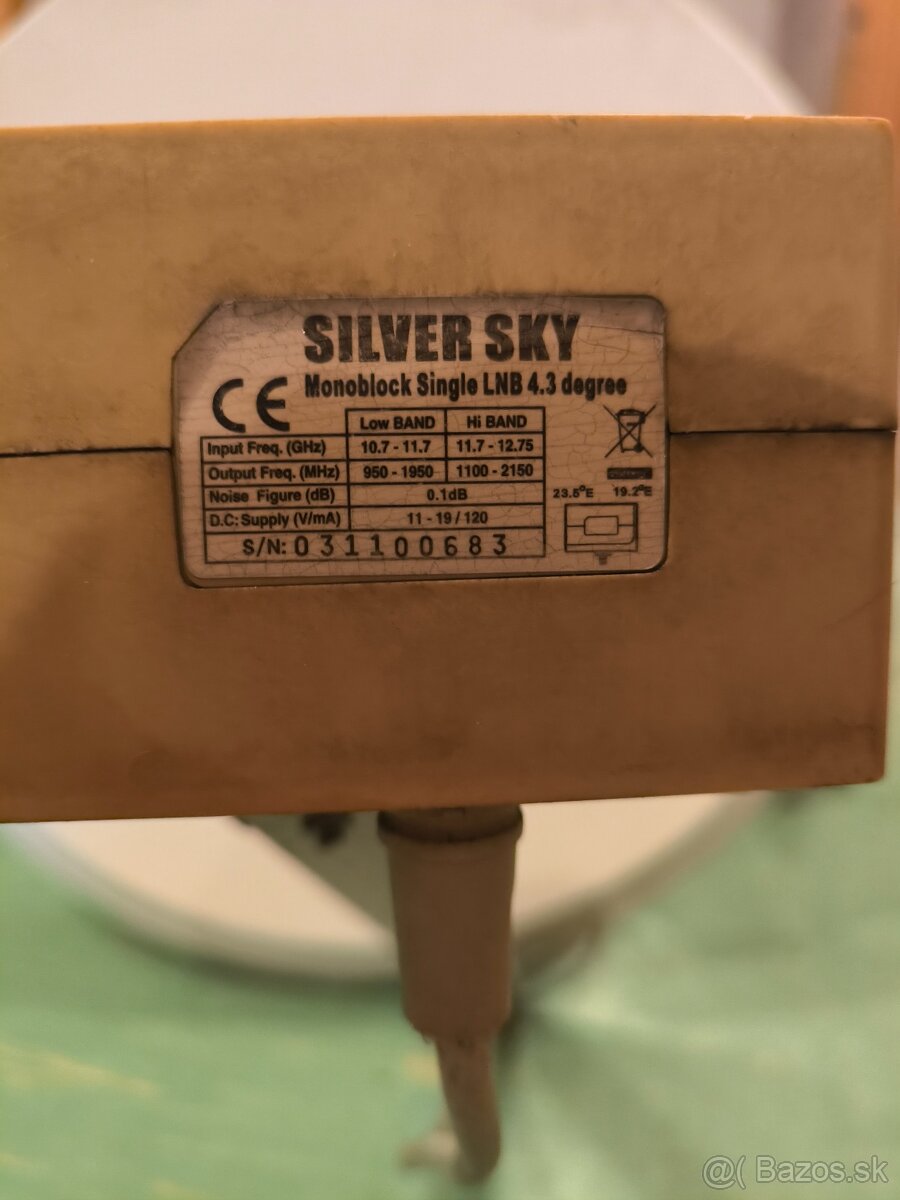 SILVER SKY
Monoblock Single LNB 4.3 degree
CE
Low BAND Hi BAND
Input Freq. (GHz) 10.7 - 11.7 11.7 - 12.75
Output Freq. (MHz) 950 - 1950 1100 - 2150
Noise Figure (dB) 0.1dB
D.C: Supply (V/mA) 11 - 19 / 120
S/N: 031100683
23.5°E 19.2°E
@( Bazos.sk